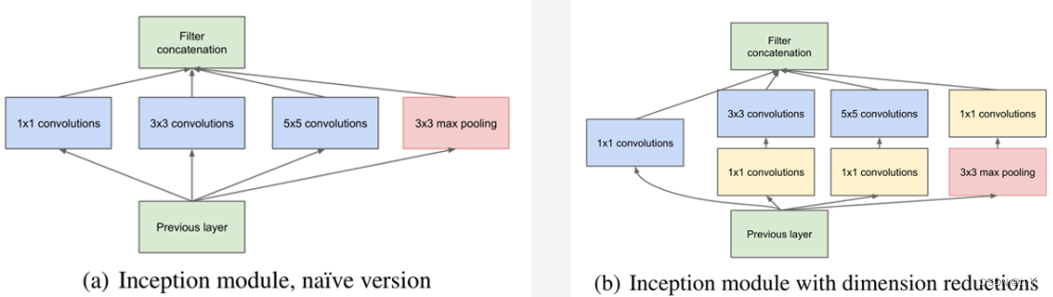 Filter
concatenation
1x1 convolutions
3x3 convolutions
5x5 convolutions
3x3 max pooling
Previous layer
(a) Inception module, naïve version
Filter
concatenation
3x3 convolutions
5x5 convolutions
1x1 convolutions
1x1 convolutions
1x1 convolutions
1x1 convolutions
3x3 max pooling
Previous layer
(b) Inception module with dimension reductions